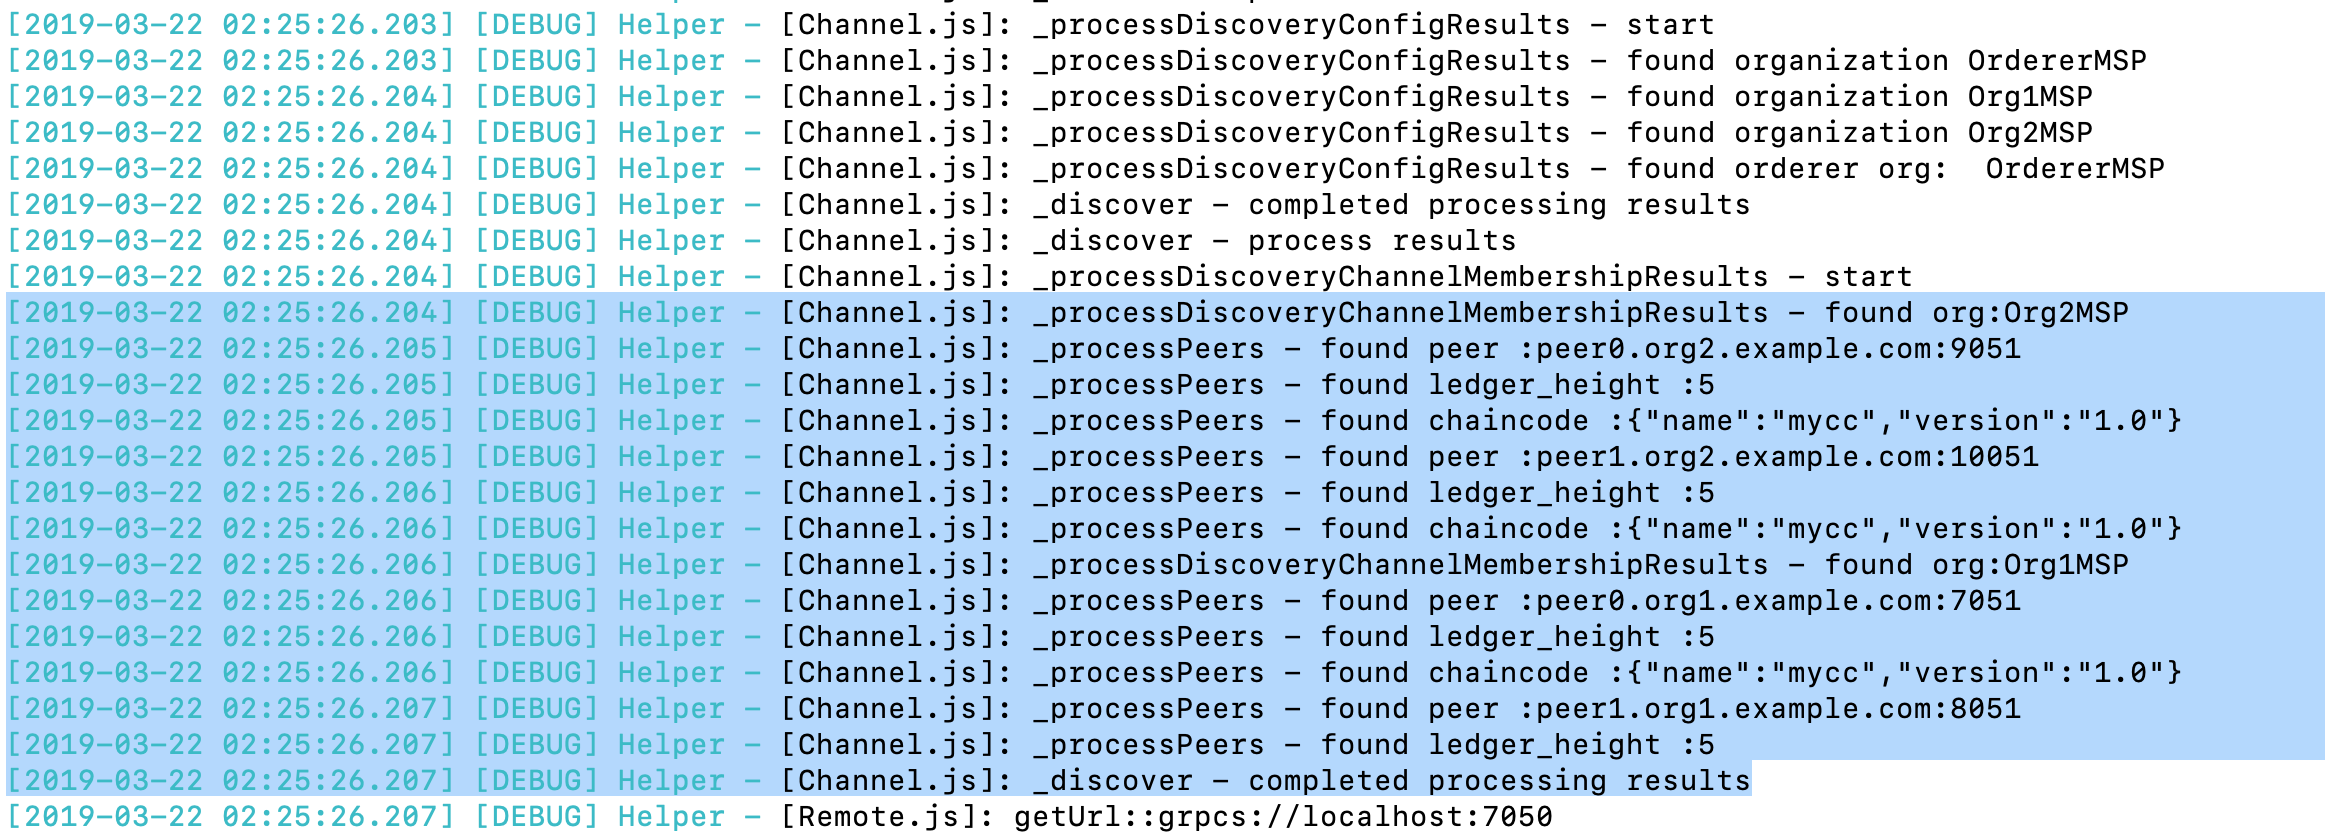 [2019-03-22 02:25:26.203] [DEBUG] Helper - [Channel.js]: _processDiscoveryConfigResults - start
[2019-03-22 02:25:26.203] [DEBUG] Helper - [Channel.js]: _processDiscoveryConfigResults - found organization OrdererMSP
[2019-03-22 02:25:26.204] [DEBUG] Helper - [Channel.js]: _processDiscoveryConfigResults - found organization Org1MSP
[2019-03-22 02:25:26.204] [DEBUG] Helper - [Channel.js]: _processDiscoveryConfigResults - found organization Org2MSP
[2019-03-22 02:25:26.204] [DEBUG] Helper - [Channel.js]: _processDiscoveryConfigResults - found orderer org:  OrdererMSP
[2019-03-22 02:25:26.204] [DEBUG] Helper - [Channel.js]: _discover - completed processing results
[2019-03-22 02:25:26.204] [DEBUG] Helper - [Channel.js]: _discover - process results
[2019-03-22 02:25:26.204] [DEBUG] Helper - [Channel.js]: _processDiscoveryChannelMembershipResults - start
[2019-03-22 02:25:26.204] [DEBUG] Helper - [Channel.js]: _processDiscoveryChannelMembershipResults - found org:Org2MSP
[2019-03-22 02:25:26.205] [DEBUG] Helper - [Channel.js]: _processPeers - found peer :peer0.org2.example.com:9051
[2019-03-22 02:25:26.205] [DEBUG] Helper - [Channel.js]: _processPeers - found ledger_height :5
[2019-03-22 02:25:26.205] [DEBUG] Helper - [Channel.js]: _processPeers - found chaincode :{"name":"mycc","version":"1.0"}
[2019-03-22 02:25:26.205] [DEBUG] Helper - [Channel.js]: _processPeers - found peer :peer1.org2.example.com:10051
[2019-03-22 02:25:26.206] [DEBUG] Helper - [Channel.js]: _processPeers - found ledger_height :5
[2019-03-22 02:25:26.206] [DEBUG] Helper - [Channel.js]: _processPeers - found chaincode :{"name":"mycc","version":"1.0"}
[2019-03-22 02:25:26.206] [DEBUG] Helper - [Channel.js]: _processDiscoveryChannelMembershipResults - found org:Org1MSP
[2019-03-22 02:25:26.206] [DEBUG] Helper - [Channel.js]: _processPeers - found peer :peer0.org1.example.com:7051
[2019-03-22 02:25:26.206] [DEBUG] Helper - [Channel.js]: _processPeers - found ledger_height :5
[2019-03-22 02:25:26.206] [DEBUG] Helper - [Channel.js]: _processPeers - found chaincode :{"name":"mycc","version":"1.0"}
[2019-03-22 02:25:26.207] [DEBUG] Helper - [Channel.js]: _processPeers - found peer :peer1.org1.example.com:8051
[2019-03-22 02:25:26.207] [DEBUG] Helper - [Channel.js]: _processPeers - found ledger_height :5
[2019-03-22 02:25:26.207] [DEBUG] Helper - [Channel.js]: _discover - completed processing results
[2019-03-22 02:25:26.207] [DEBUG] Helper - [Remote.js]: getUrl::grpcs://localhost:7050